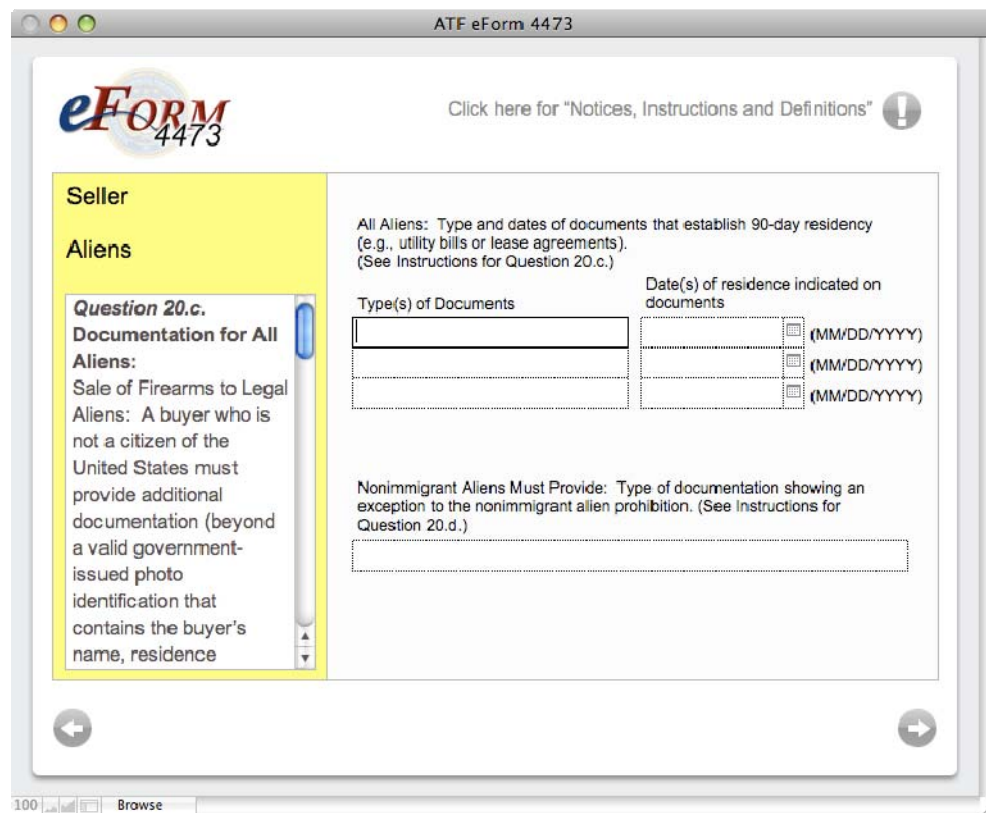 ATF eForm 4473
eFORM
4473
Click here for “Notices, Instructions and Definitions”
!
Seller
Aliens
Question 20.c.
Documentation for All
Aliens:
Sale of Firearms to Legal
Aliens: A buyer who is
not a citizen of the
United States must
provide additional
documentation (beyond
a valid government-
issued photo
identification that
contains the buyer's
name, residence
All Aliens: Type and dates of documents that establish 90-day residency
(e.g., utility bills or lease agreements).
(See Instructions for Question 20.c.)
Type(s) of Documents
Date(s) of residence indicated on
documents
(MM/DD/YYYY)
(MM/DD/YYYY)
(MM/DD/YYYY)
Nonimmigrant Aliens Must Provide: Type of documentation showing an
exception to the nonimmigrant alien prohibition. (See Instructions for
Question 20.d.)
100
Browse